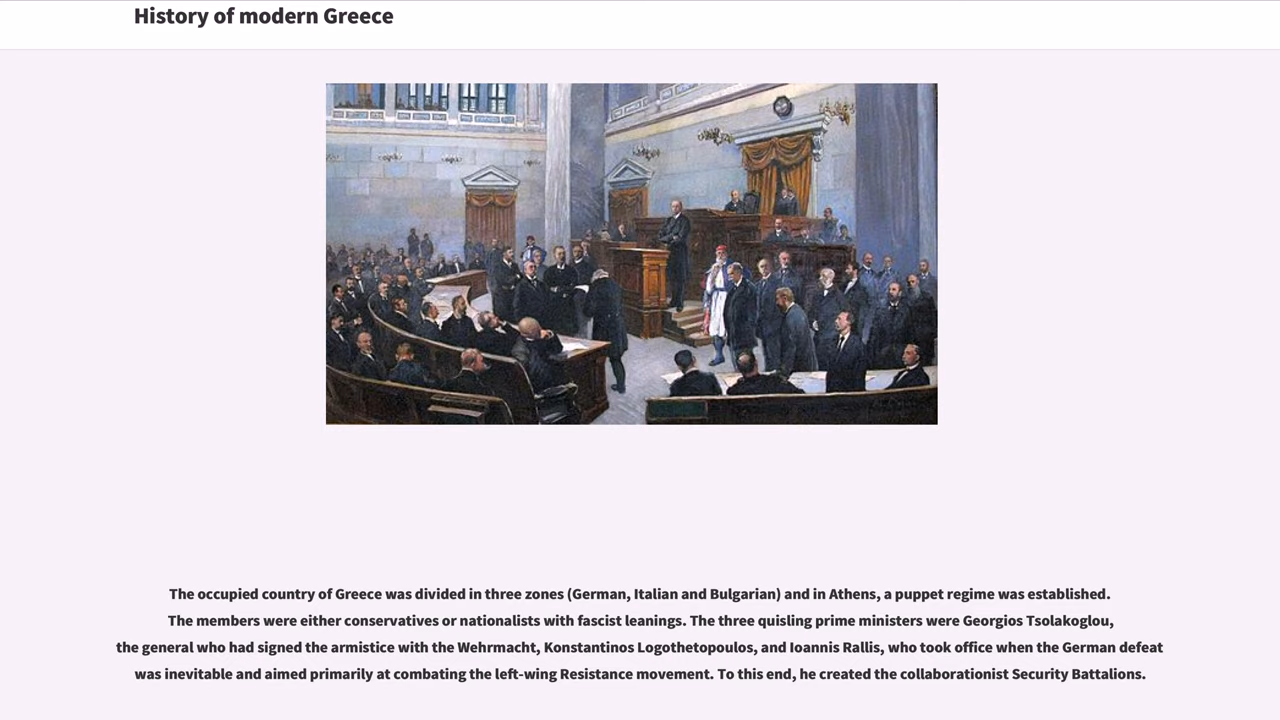 History of modern Greece
The occupied country of Greece was divided in three zones (German, Italian and Bulgarian) and in Athens, a puppet regime was established.
The members were either conservatives or nationalists with fascist leanings. The three quisling prime ministers were Georgios Tsolakoglou,
the general who had signed the armistice with the Wehrmacht, Konstantinos Logothetopoulos, and Ioannis Rallis, who took office when the German defeat
was inevitable and aimed primarily at combating the left-wing Resistance movement. To this end, he created the collaborationist Security Battalions.